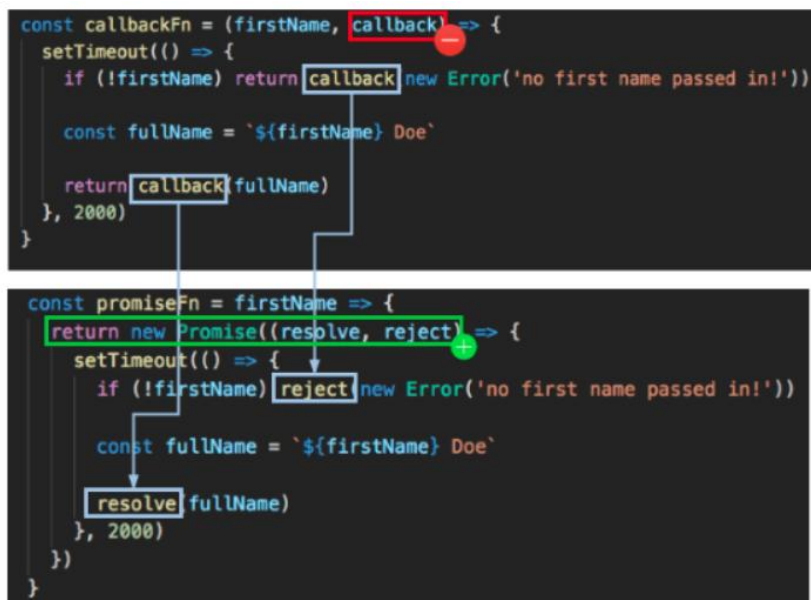 const callbackFn = (firstName, callback) => {
setTimeout(() => {
if (!firstName) return callback(new Error('no first name passed in!'))
const fullName = `${firstName} Doe`
return callback(fullName)
}, 2000)
}
const promiseFn = firstName => {
return new Promise((resolve, reject) => {
setTimeout(() => {
if (!firstName) reject(new Error('no first name passed in!'))
const fullName = `${firstName} Doe`
resolve(fullName)
}, 2000)
})
}